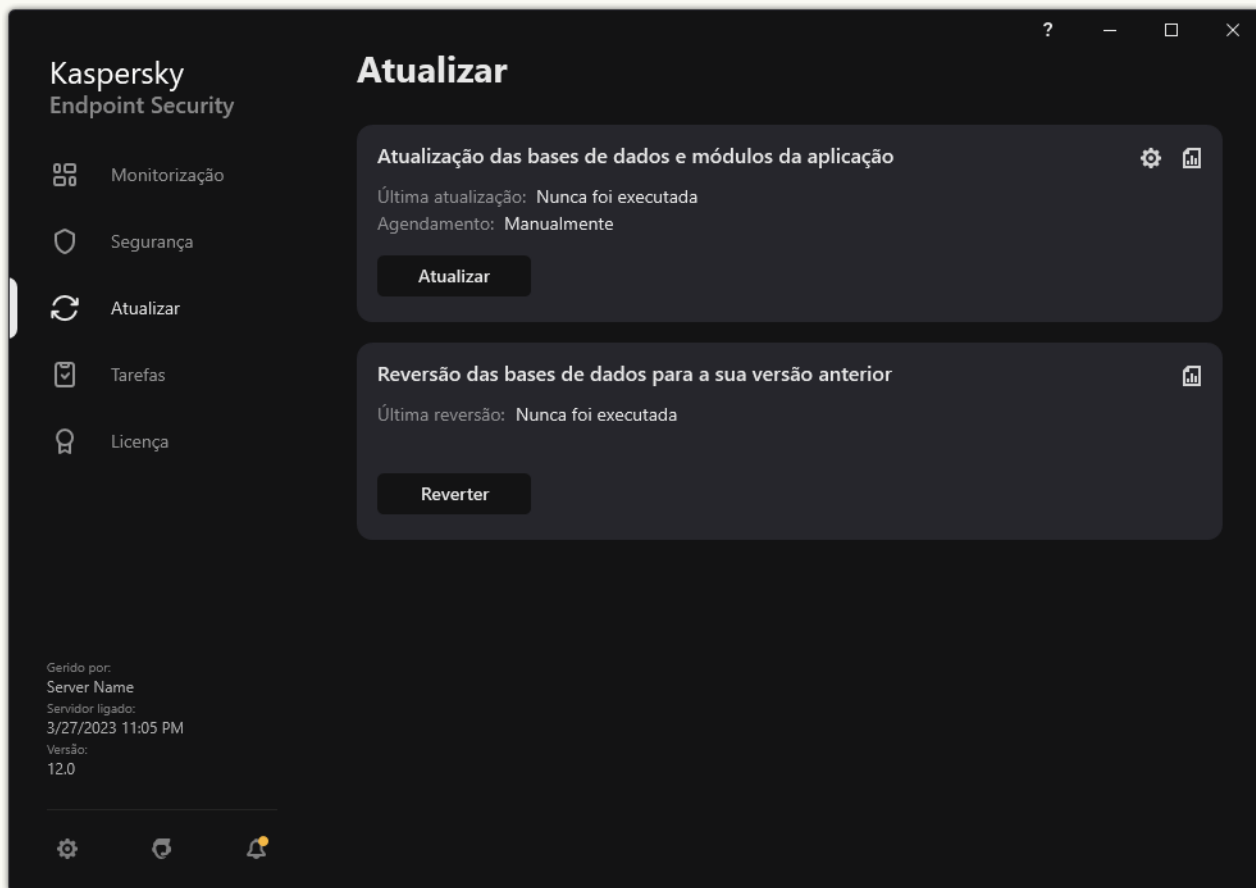 ?
Kaspersky
Endpoint Security
Monitorização
Segurança
Atualizar
Tarefas
Licença
Gerido por:
Server Name
Servidor ligado:
3/27/2023 11:05 PM
Versão:
12.0
Atualizar
Atualização das bases de dados e módulos da aplicação
Última atualização: Nunca foi executada
Agendamento: Manualmente
Atualizar
Reversão das bases de dados para a sua versão anterior
Última reversão: Nunca foi executada
Reverter